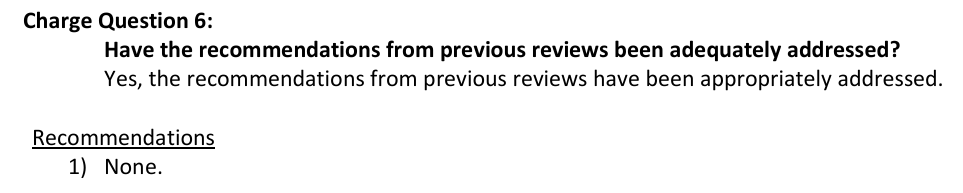 Charge Question 6:
Have the recommendations from previous reviews been adequately addressed?
Yes, the recommendations from previous reviews have been appropriately addressed.
Recommendations
1) None.